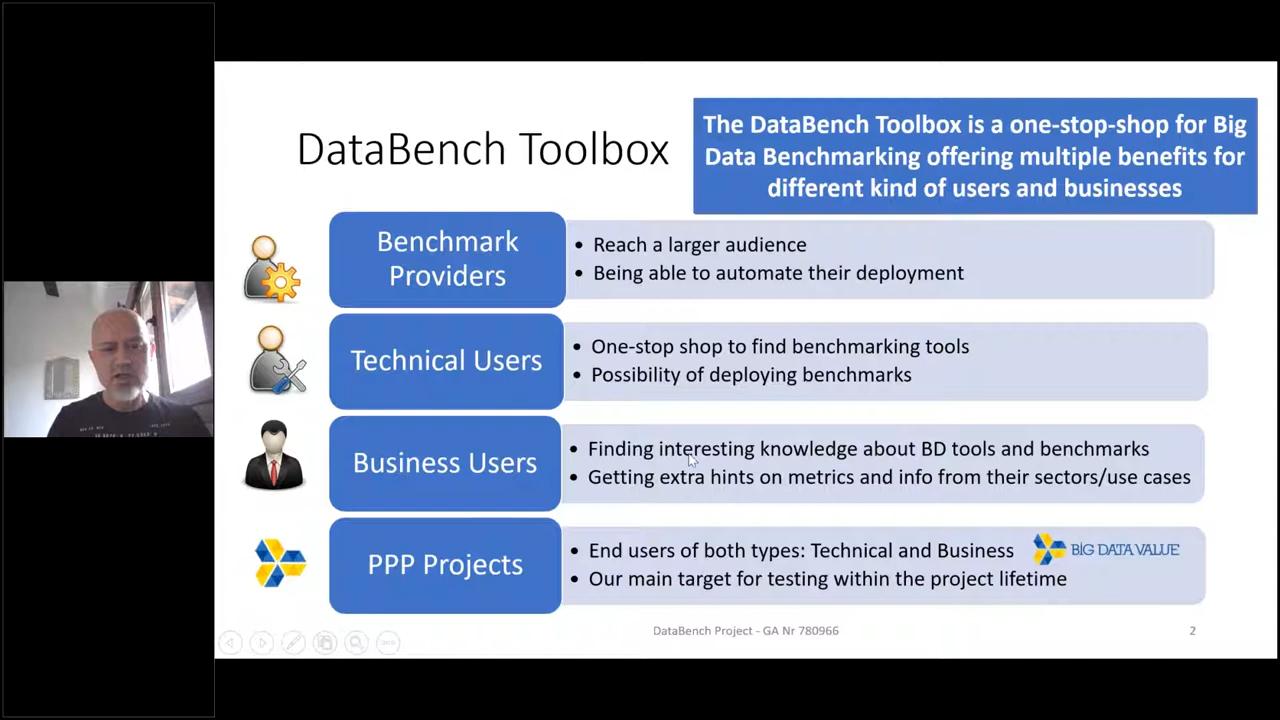 DataBench Toolbox
The DataBench Toolbox is a one-stop-shop for Big
Data Benchmarking offering multiple benefits for
different kind of users and businesses
Benchmark
Providers
• Reach a larger audience
• Being able to automate their deployment
Technical Users
• One-stop shop to find benchmarking tools
• Possibility of deploying benchmarks
Business Users
• Finding interesting knowledge about BD tools and benchmarks
• Getting extra hints on metrics and info from their sectors/use cases
PPP Projects
• End users of both types: Technical and Business
BIG DATA VALUE
• Our main target for testing within the project lifetime
DataBench Project - GA Nr 780966
2